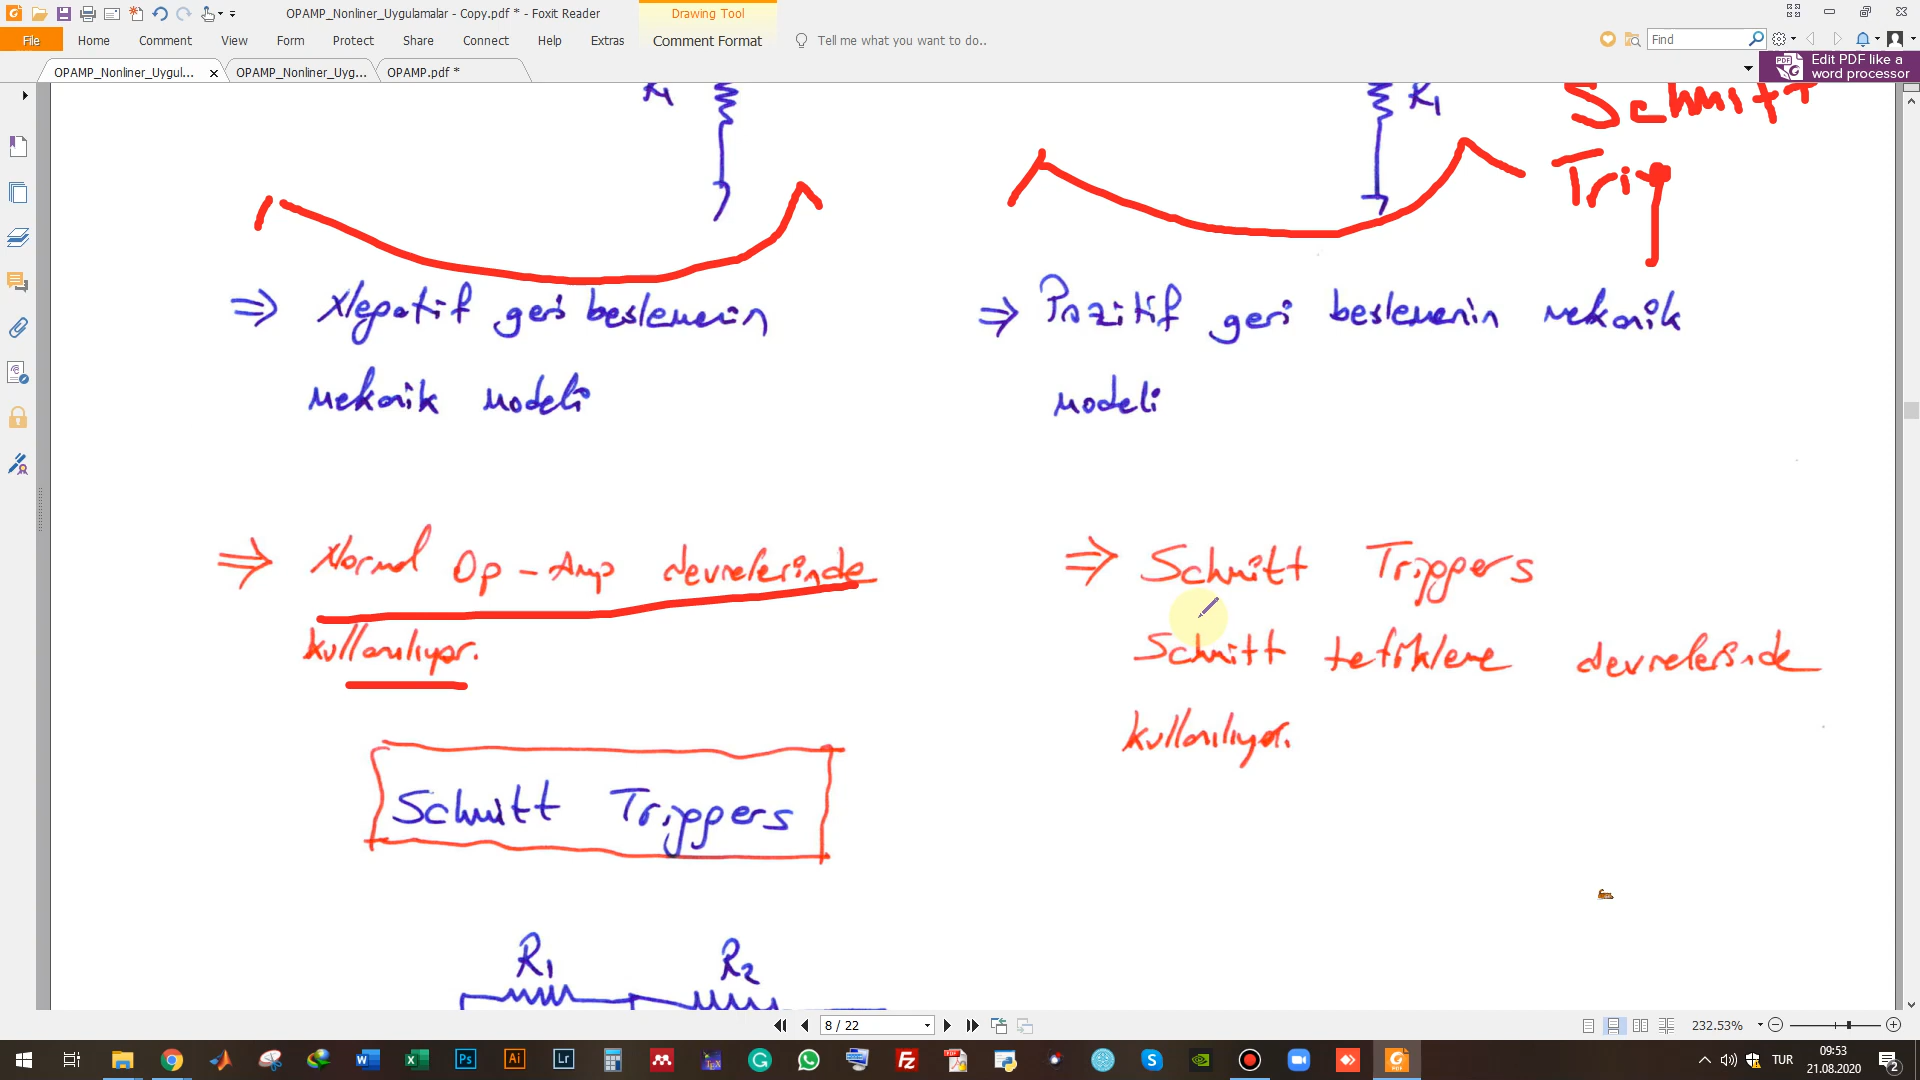 OPAMP_Nonliner_Uygulamalar - Copy.pdf * - Foxit Reader
Drawing Tool
File
Home
Comment
View
Form
Protect
Share
Connect
Help
Extras
Comment Format
Tell me what you want to do..
Find
OPAMP_Nonliner_Uygul...
OPAMP_Nonliner_Uyg...
OPAMP.pdf *
Edit PDF like a
word processor
R1
R1
Schmitt
Trig
⇒ Negatif geri beslemenin
mekanik modeli
⇒ Pozitif geri beslemenin mekanik
modeli
⇒ Normal Op-Amp devrelerinde
kullanılıyor.
⇒ Schmitt Triggers
Schmitt tetikleme devrelerinde
kullanılıyor.
Schmitt Triggers
R1
R2
8 / 22
232.53%
TUR
09:53
21.08.2020
2